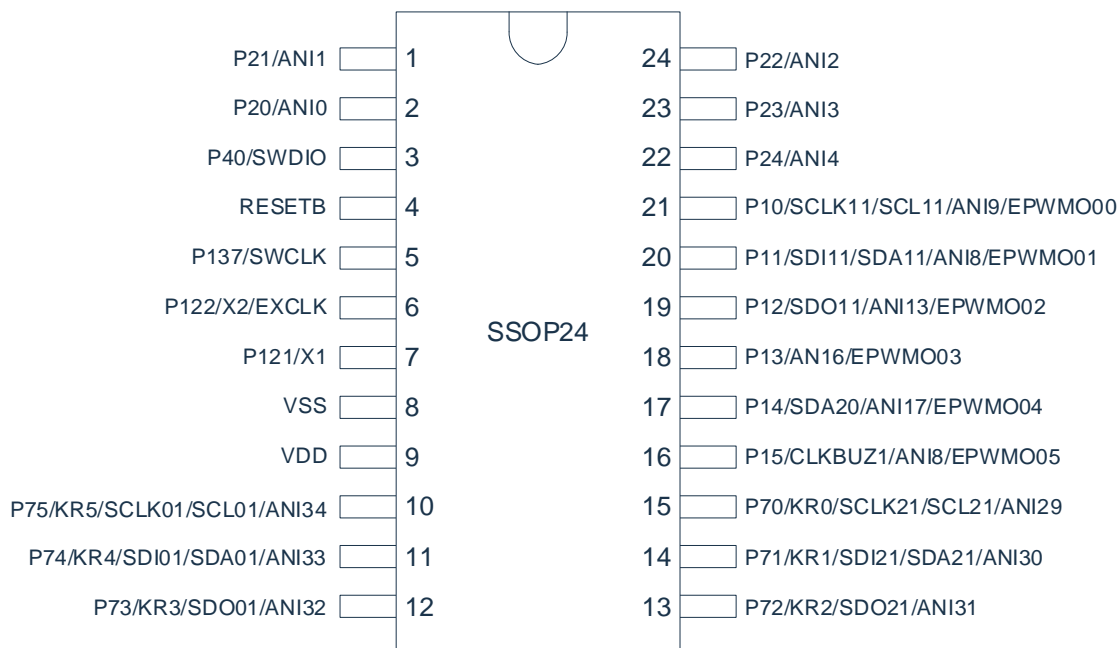 P21/ANI1 1 24 P22/ANI2
P20/ANI0 2 23 P23/ANI3
P40/SWDIO 3 22 P24/ANI4
RESETB 4 21 P10/SCLK11/SCL11/ANI9/EPWMO00
P137/SWCLK 5 20 P11/SDI11/SDA11/ANI8/EPWMO01
P122/X2/EXCLK 6 19 P12/SDO11/ANI13/EPWMO02
SSOP24
P121/X1 7 18 P13/AN16/EPWMO03
VSS 8 17 P14/SDA20/ANI17/EPWMO04
VDD 9 16 P15/CLKBUZ1/ANI8/EPWMO05
P75/KR5/SCLK01/SCL01/ANI34 10 15 P70/KR0/SCLK21/SCL21/ANI29
P74/KR4/SDI01/SDA01/ANI33 11 14 P71/KR1/SDI21/SDA21/ANI30
P73/KR3/SDO01/ANI32 12 13 P72/KR2/SDO21/ANI31